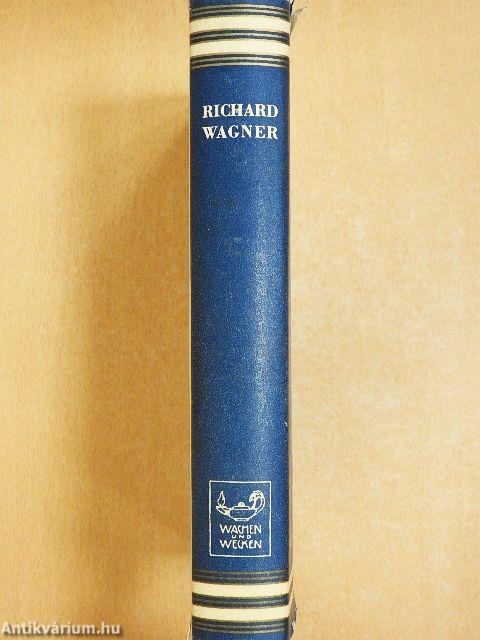 RICHARD
WAGNER
WACHEN
UND
WECKEN
Antikvárium.hu